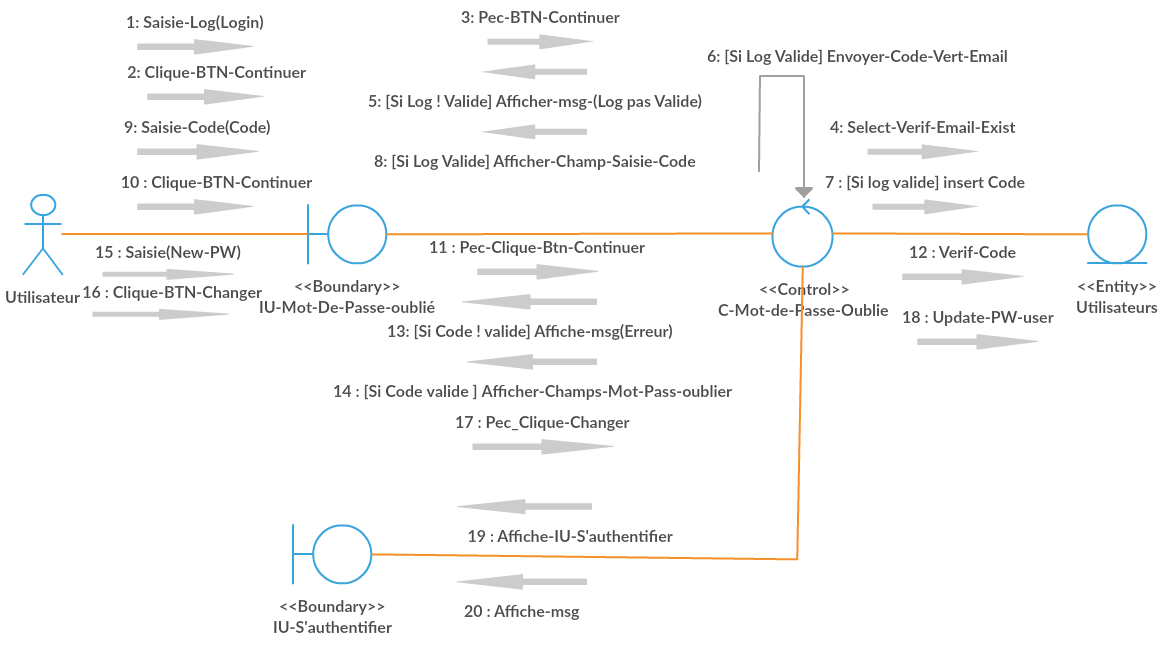 1: Saisie-Log(Login)
2: Clique-BTN-Continuer
9: Saisie-Code(Code)
10 : Clique-BTN-Continuer
15 : Saisie(New-PW)
16 : Clique-BTN-Changer
Utilisateur
3: Pec-BTN-Continuer
5: [Si Log ! Valide] Afficher-msg-(Log pas Valide)
8: [Si Log Valide] Afficher-Champ-Saisie-Code
11 : Pec-Clique-Btn-Continuer
<<Boundary>>
IU-Mot-De-Passe-oublié
13: [Si Code ! valide] Affiche-msg(Erreur)
14 : [Si Code valide ] Afficher-Champs-Mot-Pass-oublier
17 : Pec_Clique-Changer
6: [Si Log Valide] Envoyer-Code-Vert-Email
4: Select-Verif-Email-Exist
7 : [Si log valide] insert Code
12 : Verif-Code
18 : Update-PW-user
<<Control>>
C-Mot-de-Passe-Oublie
<<Entity>>
Utilisateurs
19 : Affiche-IU-S'authentifier
20 : Affiche-msg
<<Boundary>>
IU-S'authentifier